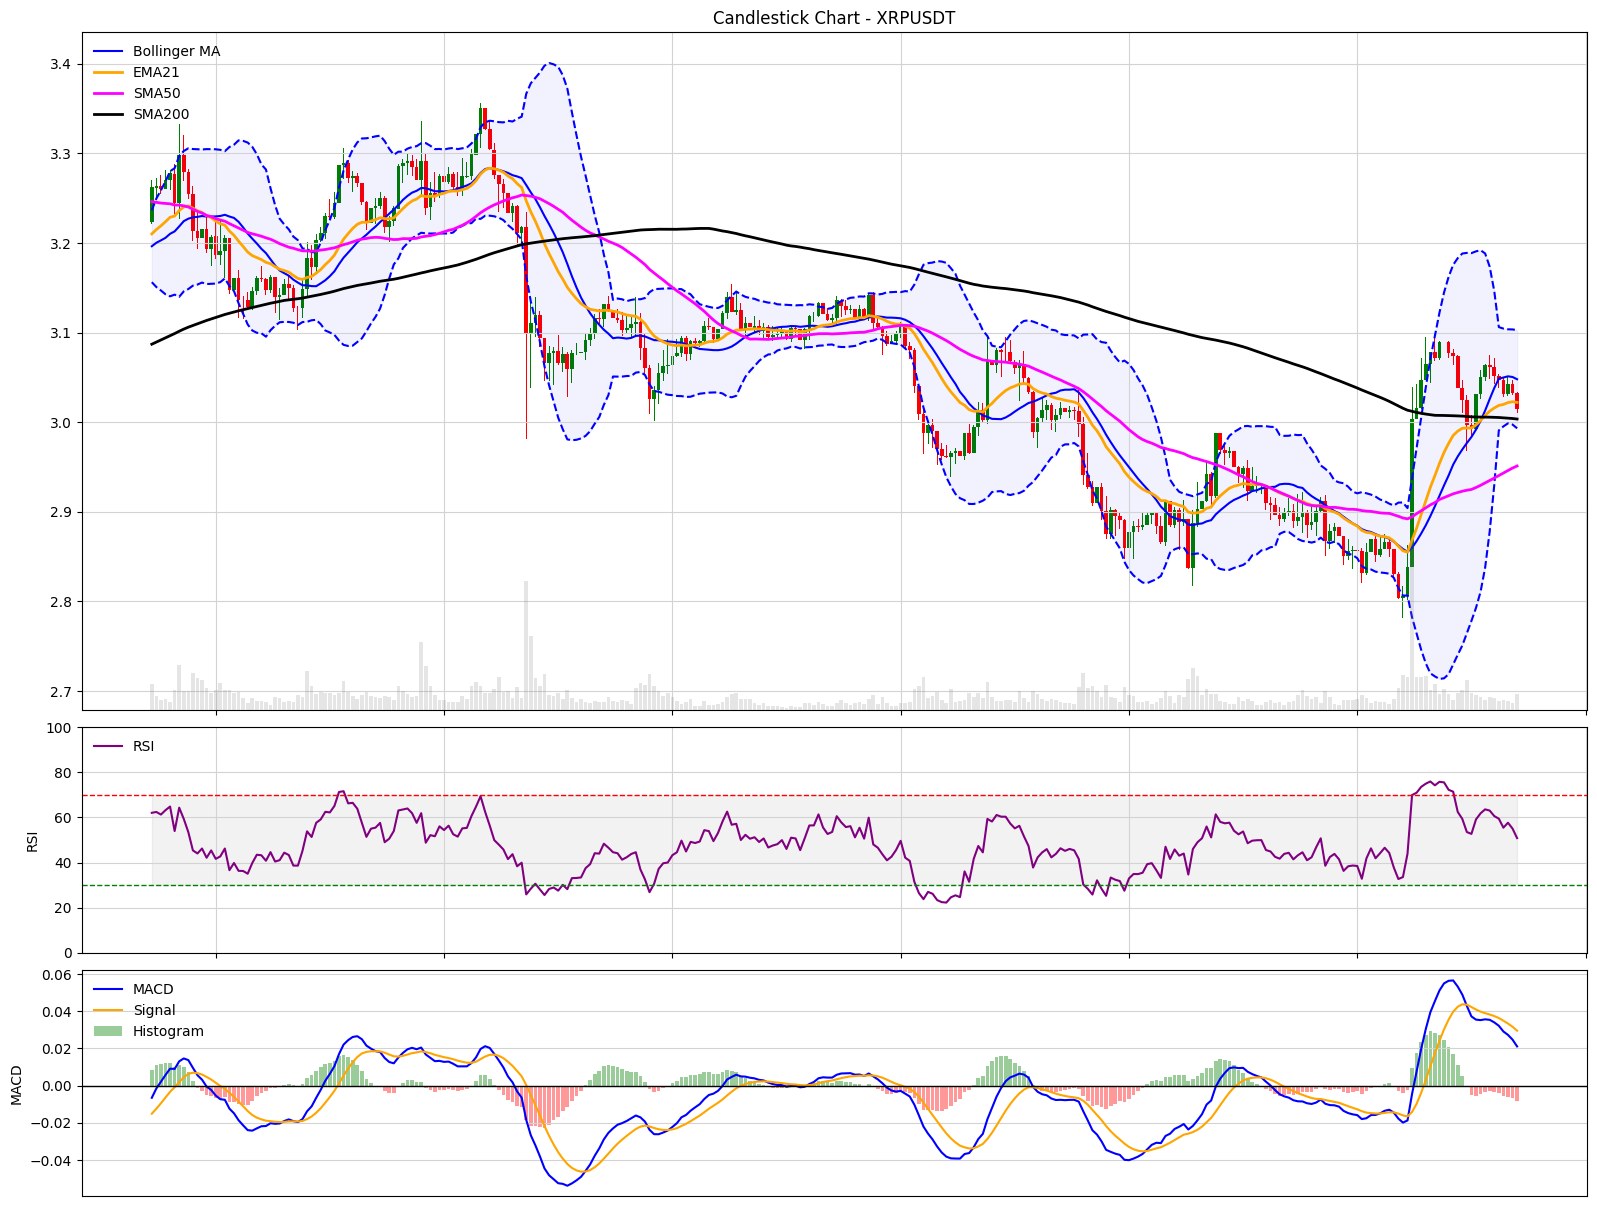 Candlestick Chart - XRPUSDT
Bollinger MA
EMA21
SMA50
SMA200
3.4
3.3
3.2
3.1
3.0
2.9
2.8
2.7
RSI
100
80
60
40
20
0
RSI
MACD
Signal
Histogram
0.06
0.04
0.02
0.00
−0.02
−0.04
MACD